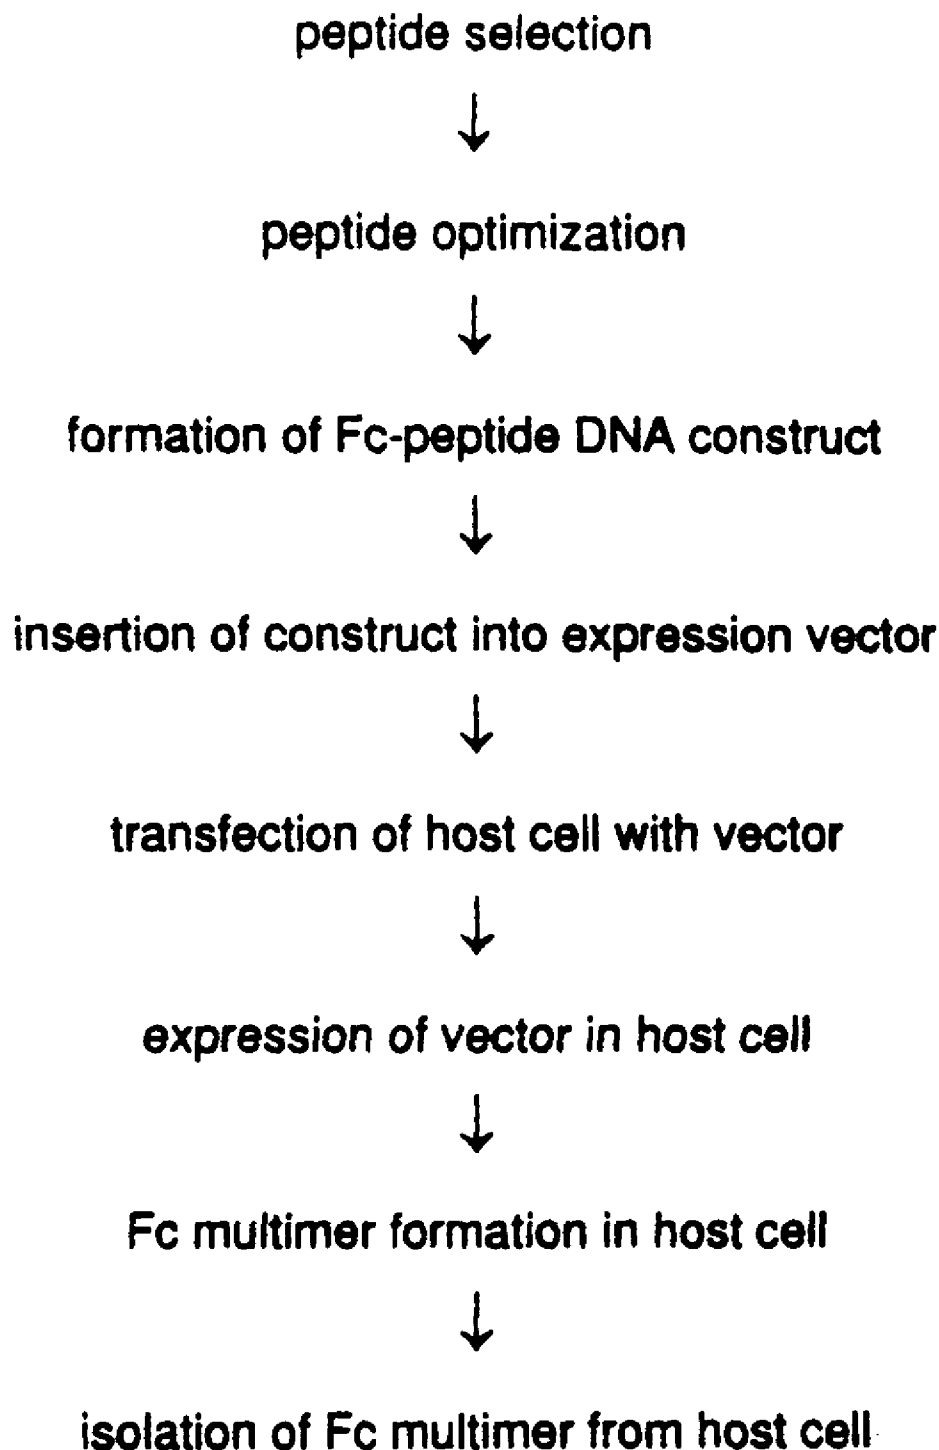 peptide selection
↓
peptide optimization
↓
formation of Fc-peptide DNA construct
↓
insertion of construct into expression vector
↓
transfection of host cell with vector
↓
expression of vector in host cell
↓
Fc multimer formation in host cell
↓
isolation of Fc multimer from host cell